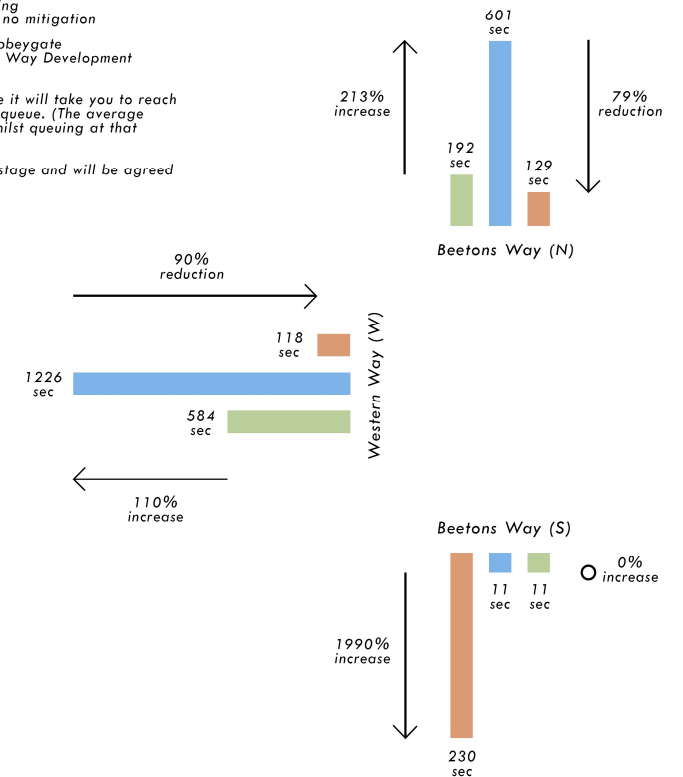 no mitigation
Way Development
it will take you to reach
queue. (The average
queuing at that
stage and will be agreed
601
sec
213%
increase
79%
reduction
192
sec
129
sec
Beetons Way (N)
90%
reduction
118
sec
1226
sec
584
sec
Western Way (W)
110%
increase
Beetons Way (S)
0%
increase
11
sec
11
sec
1990%
increase
230
sec